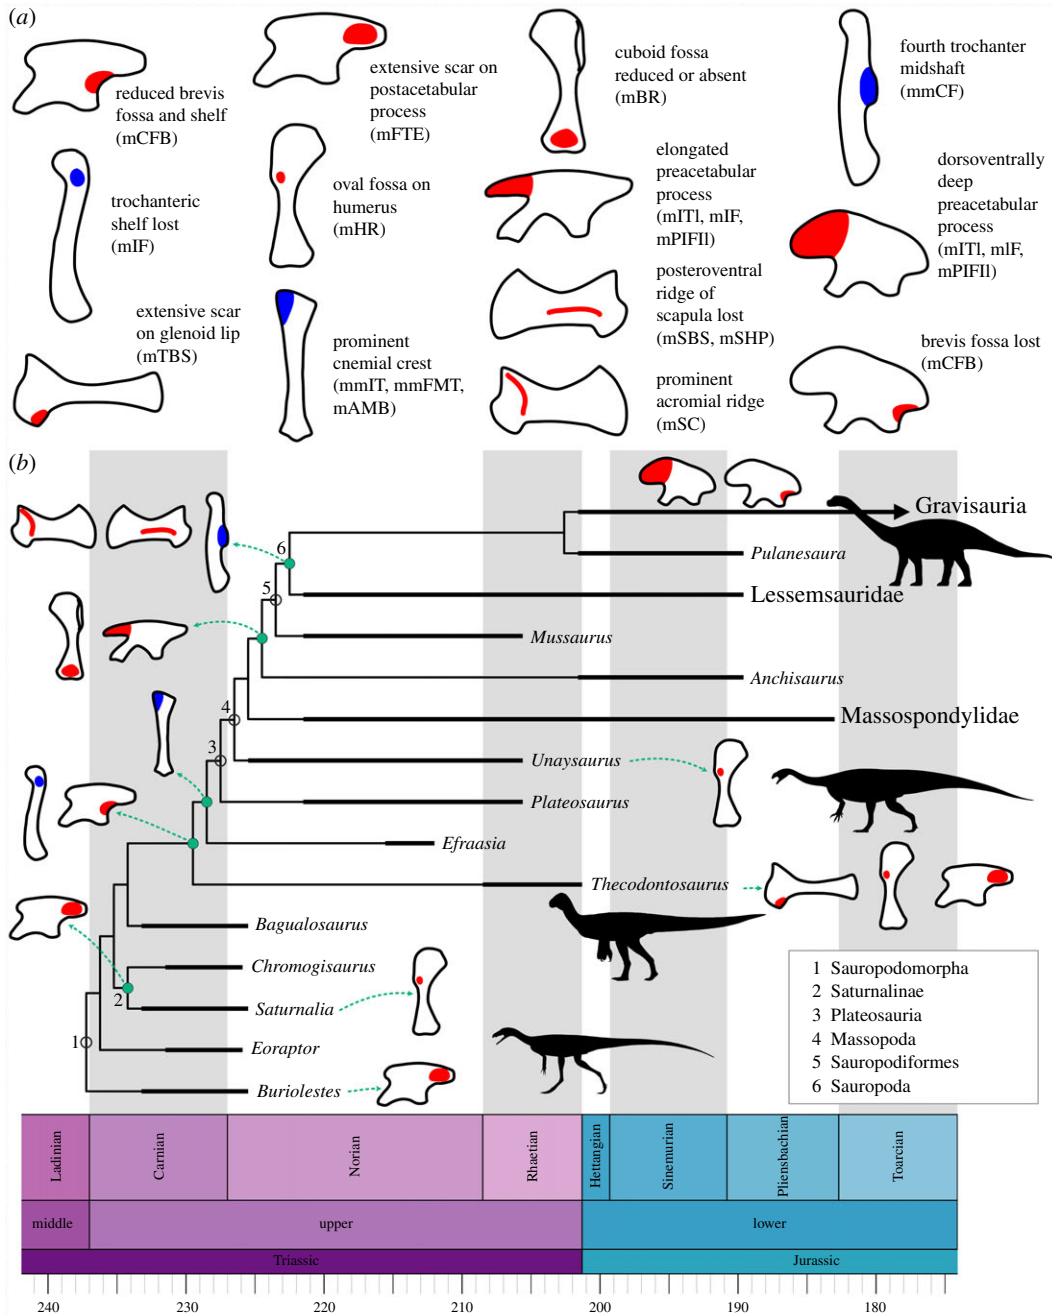 (a)
reduced brevis
fossa and shelf
(mCFB)
extensive scar on
postacetabular
process
(mFTE)
cuboid fossa
reduced or absent
(mBR)
fourth trochanter
midshaft
(mmCF)
trochanteric
shelf lost
(mIF)
oval fossa on
humerus
(mHR)
elongated
preacetabular
process
(mITl, mIF,
mPIFIl)
dorsoventrally
deep
preacetabular
process
(mITl, mIF,
mPIFIl)
extensive scar
on glenoid lip
(mTBS)
prominent
cnemial crest
(mmIT, mmFMT,
mAMB)
posteroventral
ridge of
scapula lost
(mSBS, mSHP)
prominent
acromial ridge
(mSC)
brevis fossa lost
(mCFB)
(b)
Gravisauria
Pulanesaura
Lessemsauridae
Mussaurus
Anchisaurus
Massospondylidae
Unaysaurus
Plateosaurus
Efraasia
Thecodontosaurus
Bagualosaurus
Chromogisaurus
Saturnalia
Eoraptor
Buriolestes
6
5
4
3
2
1
1 Sauropodomorpha
2 Saturnalinae
3 Plateosauria
4 Massopoda
5 Sauropodiformes
6 Sauropoda
Ladinian
Carnian
Norian
Rhaetian
Hettangian
Sinemurian
Pliensbachian
Toarcian
middle
upper
lower
Triassic
Jurassic
240
230
220
210
200
190
180